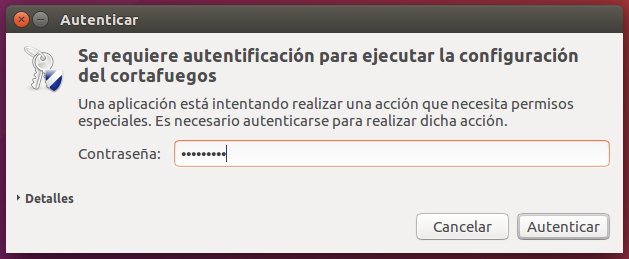 Autenticar
Se requiere autentificación para ejecutar la configuración
del cortafuegos
Una aplicación está intentando realizar una acción que necesita permisos
especiales. Es necesario autenticarse para realizar dicha acción.
Contraseña: •••••••••
Detalles
Cancelar Autenticar